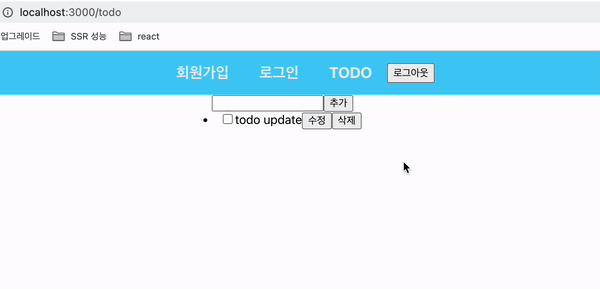 localhost:3000/todo
업그레이드 SSR 성능 react
회원가입 로그인 TODO 로그아웃
추가
todo update 수정 삭제